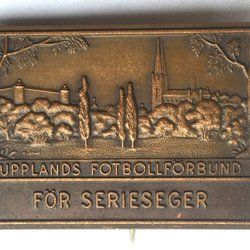 UPPLANDS FOTBOLLFÖRBUND
FÖR SERIESEGER